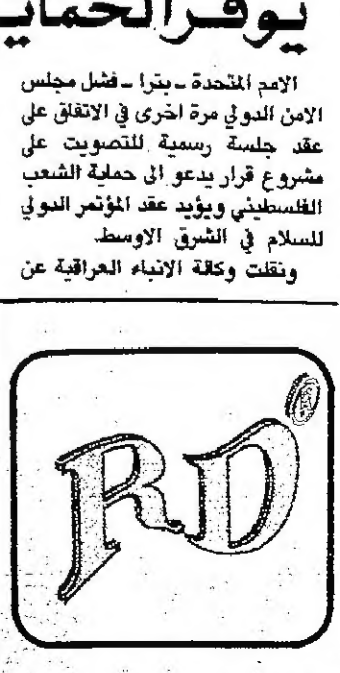 يوفر الحمايـ
الامم المتحدة ـ بترا ـ فشل مجلس
الامن الدولي مرة اخرى في الاتفاق على
عقد جلسة رسمية للتصويت على
مشروع قرار يدعو الى حماية الشعب
الفلسطيني ويؤيد عقد المؤتمر الدولي
للسلام في الشرق الاوسط.
ونقلت وكالة الانباء العراقية عن
RD®